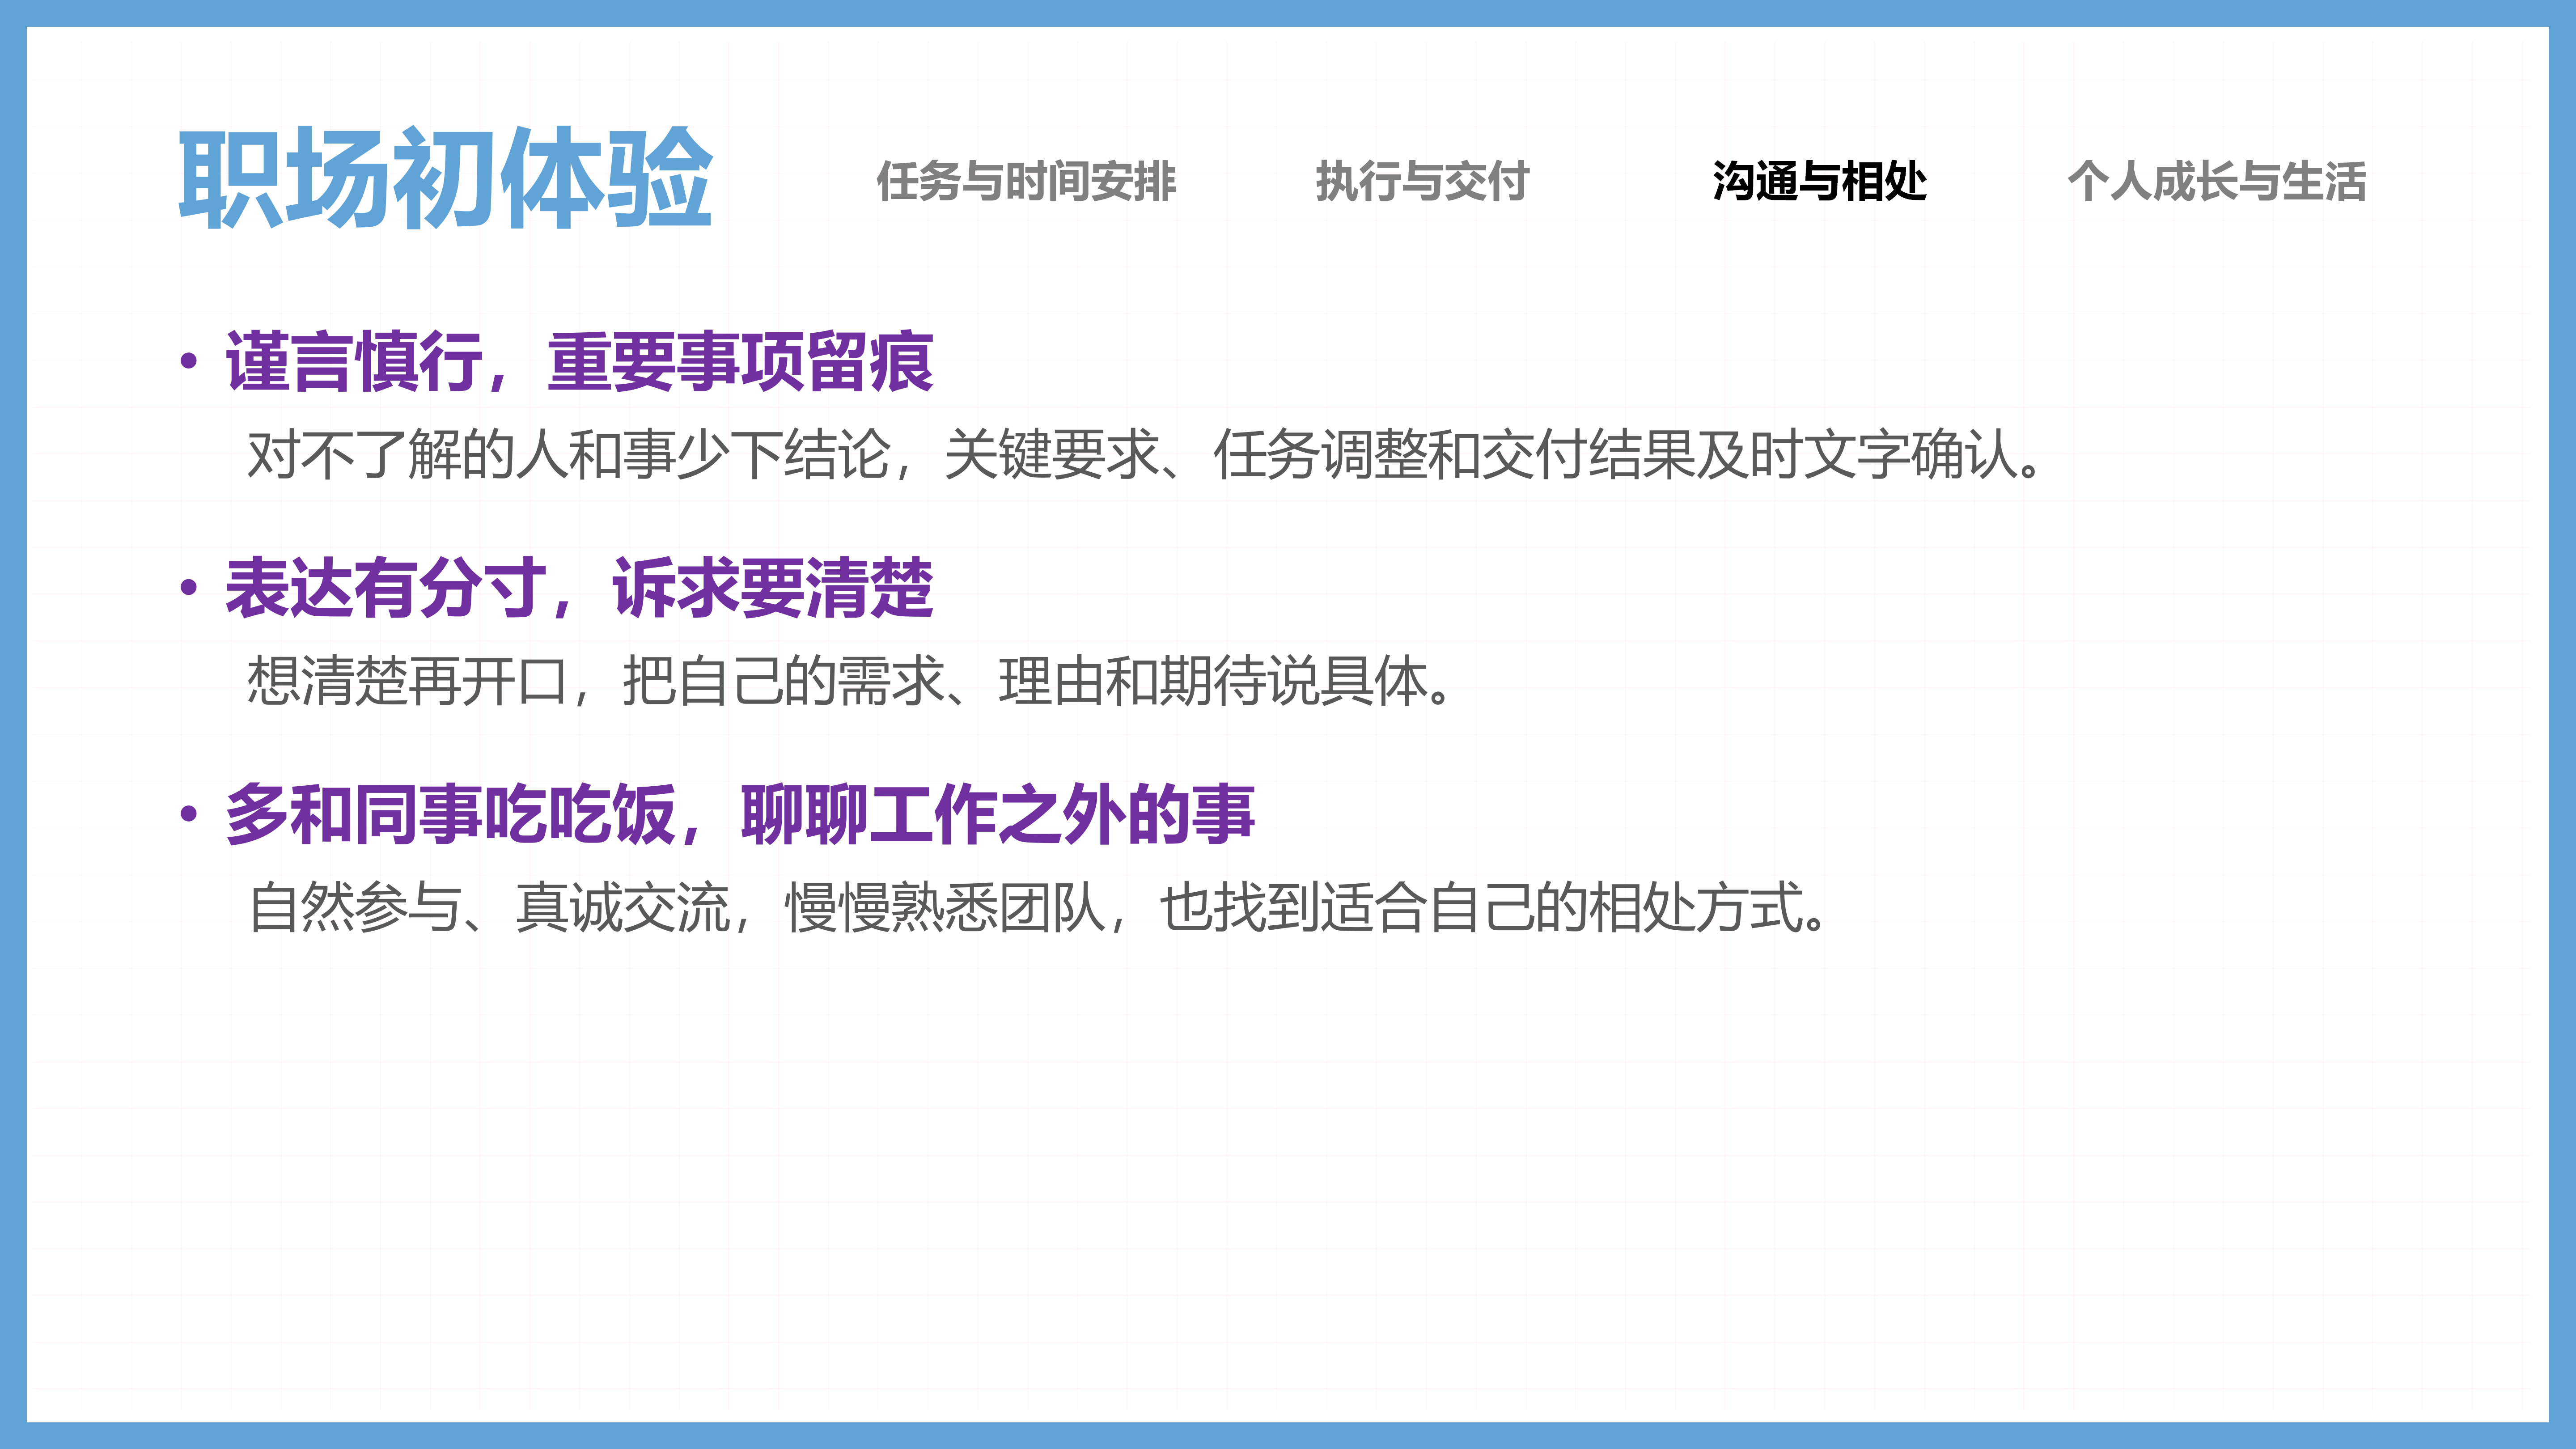 职场初体验
任务与时间安排
执行与交付
沟通与相处
个人成长与生活
• 谨言慎行，重要事项留痕
对不了解的人和事少下结论，关键要求、任务调整和交付结果及时文字确认。
• 表达有分寸，诉求要清楚
想清楚再开口，把自己的需求、理由和期待说具体。
• 多和同事吃吃饭，聊聊工作之外的事
自然参与、真诚交流，慢慢熟悉团队，也找到适合自己的相处方式。